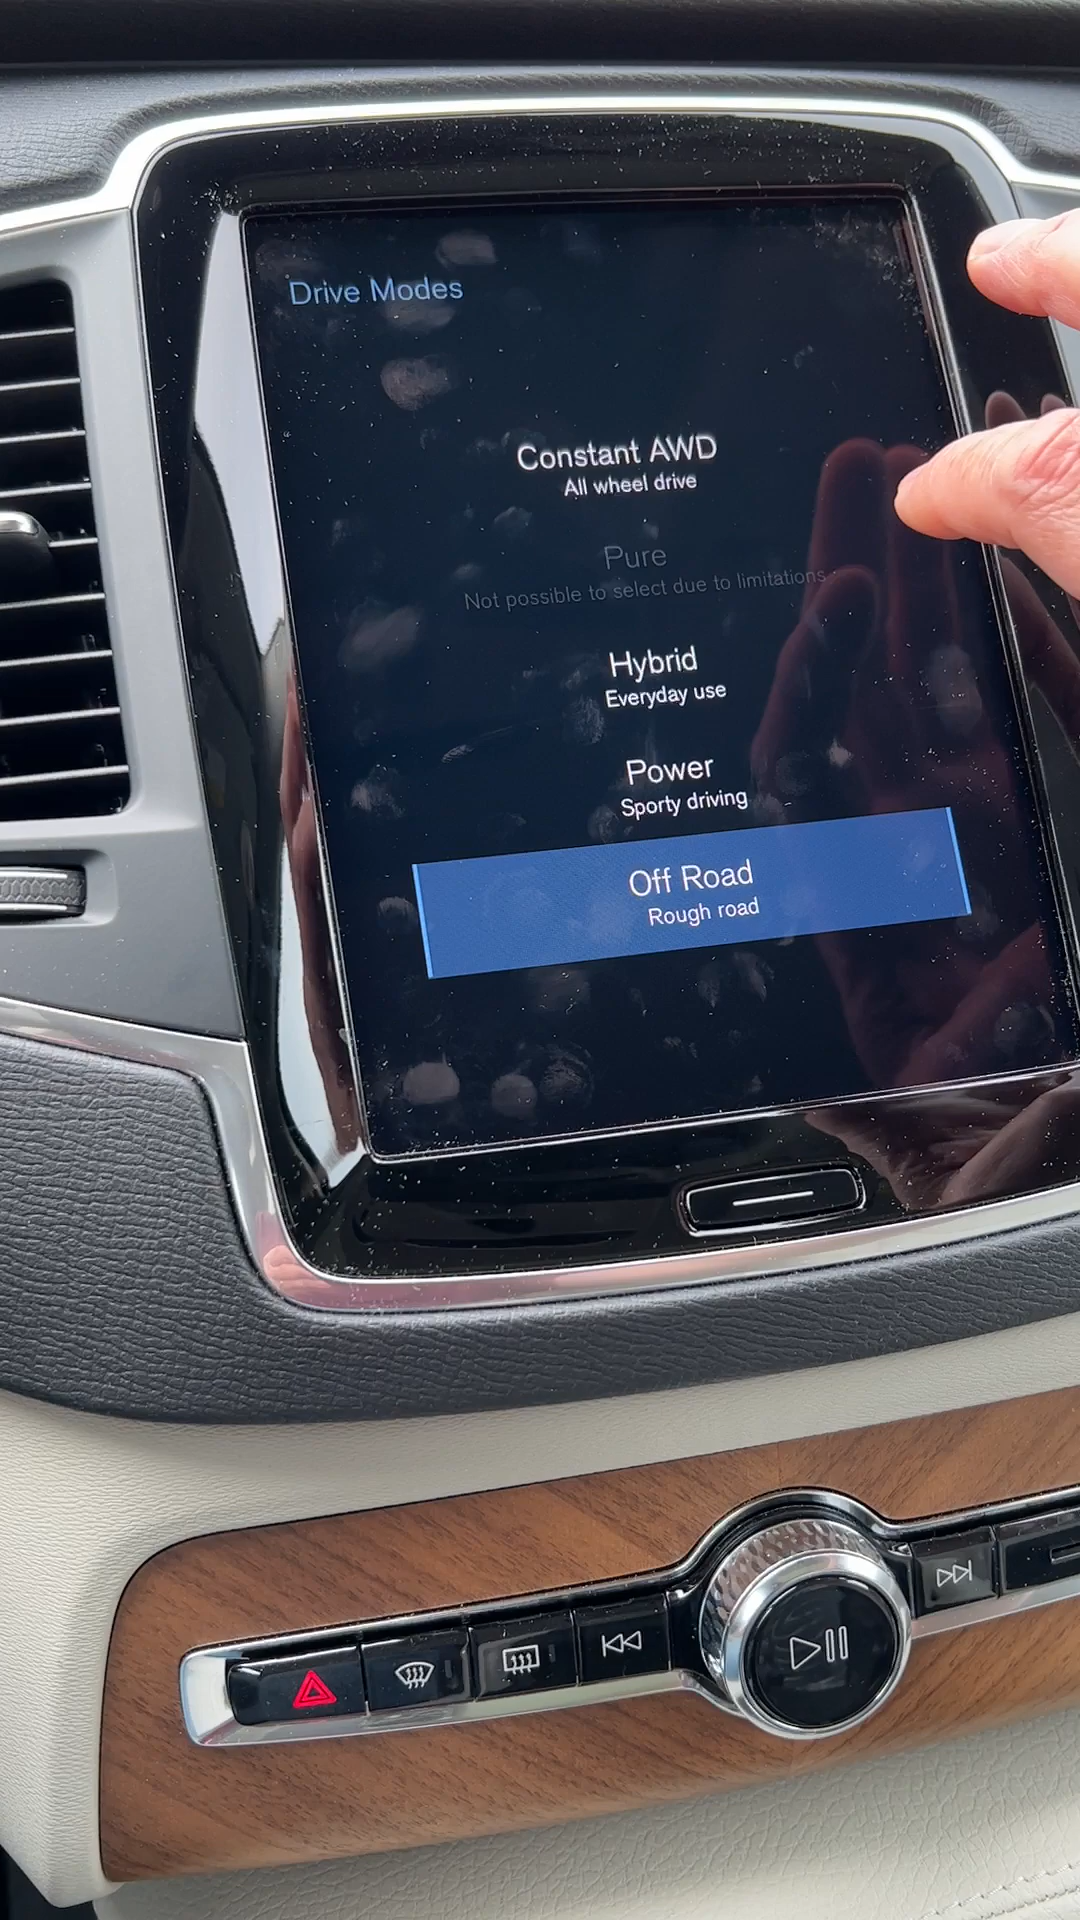 Drive Modes
Constant AWD
All wheel drive
Pure
Not possible to select due to limitations
Hybrid
Everyday use
Power
Sporty driving
Off Road
Rough road